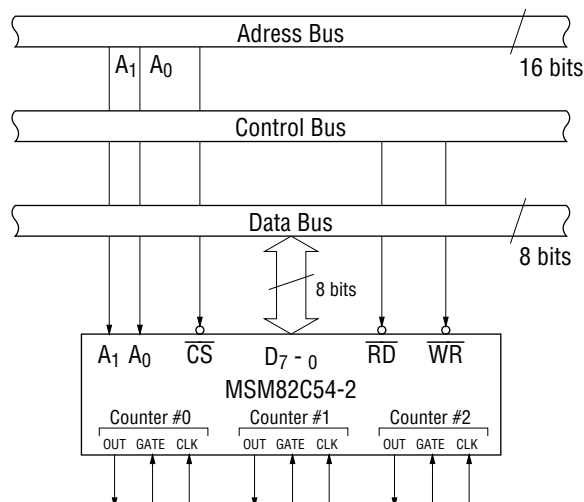 Adress Bus
A1 A0
16 bits
Control Bus
Data Bus
8 bits
8 bits
A1 A0 CS D7 - 0 RD WR
MSM82C54-2
Counter #0 Counter #1 Counter #2
OUT GATE CLK OUT GATE CLK OUT GATE CLK